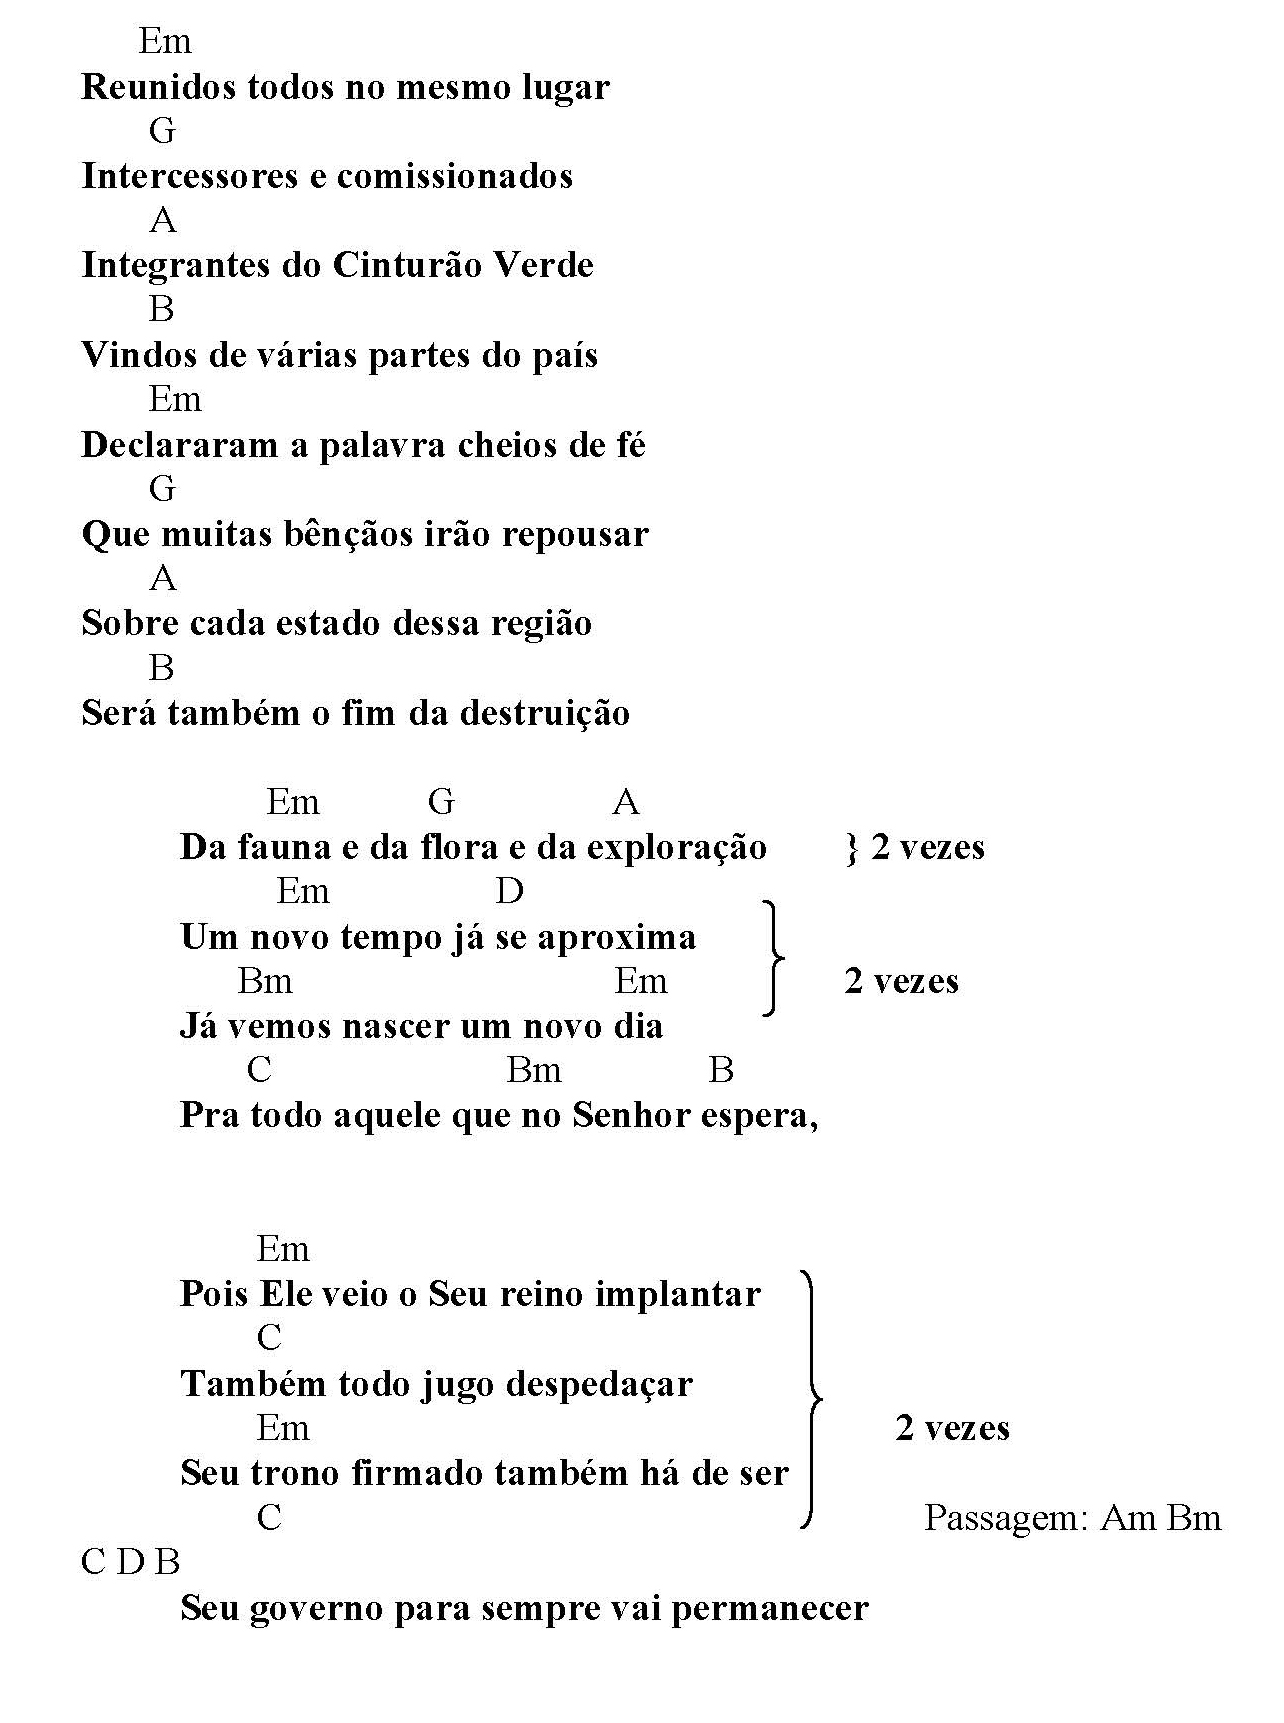 Em
Reunidos todos no mesmo lugar
G
Intercessores e comissionados
A
Integrantes do Cinturão Verde
B
Vindos de várias partes do país
Em
Declararam a palavra cheios de fé
G
Que muitas bênçãos irão repousar
A
Sobre cada estado dessa região
B
Será também o fim da destruição
Em G A
Da fauna e da flora e da exploração } 2 vezes
Em D
Um novo tempo já se aproxima
Bm Em 2 vezes
Já vemos nascer um novo dia
C Bm B
Pra todo aquele que no Senhor espera,
Em
Pois Ele veio o Seu reino implantar
C
Também todo jugo despedaçar
Em 2 vezes
Seu trono firmado também há de ser
C Passagem: Am Bm
C D B
Seu governo para sempre vai permanecer